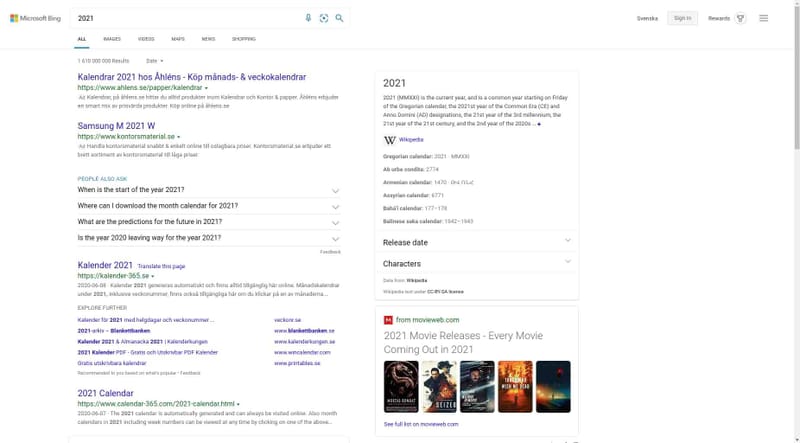 Microsoft Bing
2021
Svenska
Sign in
Rewards
ALL IMAGES VIDEOS MAPS NEWS SHOPPING
1 610 000 000 Results Date
Kalendrar 2021 hos Åhléns - Köp månads- & veckokalendrar
https://www.ahlens.se/papper/kalendrar
Ad Kalendrar, på åhlens.se hittar du alltid produkter inom Kalendrar och Kontor & papper. Åhléns erbjuder
en smart mix av prisvärda produkter. Köp online på åhlens.se
Samsung M 2021 W
https://www.kontorsmaterial.se
Ad Handla kontorsmaterial snabbt & enkelt online till oslagbara priser. Kontorsmaterial.se erbjuder ett
brett sortiment av kontorsmaterial till låga priser.
PEOPLE ALSO ASK
When is the start of the year 2021?
Where can I download the month calendar for 2021?
What are the predictions for the future in 2021?
Is the year 2020 leaving way for the year 2021?
Feedback
Kalender 2021 Translate this page
https://kalender-365.se
2020-06-08 · Kalender 2021 genereras automatiskt och finns alltid tillgänglig här online. Månadskalendrar
under 2021, inklusive veckonummer, finns också tillgängliga här om du klickar på en av månaderna...
EXPLORE FURTHER
Kalender för 2021 med helgdagar och veckonummer ... veckonr.se
2021-arkiv – Blankettbanken www.blankettbanken.se
Kalender 2021 & Almanacka 2021 | Kalenderkungen www.kalenderkungen.se
2021 Kalender PDF - Gratis och Utskrivbar PDF Kalender www.wincalendar.com
Gratis utskrivbara kalender www.printables.se
Recommended to you based on what's popular • Feedback
2021 Calendar
https://www.calendar-365.com/2021-calendar.html
2020-06-07 · The 2021 calendar is automatically generated and can always be visited online. Also month
calendars in 2021 including week numbers can be viewed at any time by clicking on one of the above...
2021
2021 (MMXXI) is the current year, and is a common year starting on Friday
of the Gregorian calendar, the 2021st year of the Common Era (CE) and
Anno Domini (AD) designations, the 21st year of the 3rd millennium, the
21st year of the 21st century, and the 2nd year of the 2020s ...
W Wikipedia
Gregorian calendar: 2021 · MMXXI
Ab urbe condita: 2774
Armenian calendar: 1470 · ԹՎ ՌՆՀ
Assyrian calendar: 6771
Bahá'í calendar: 177–178
Balinese saka calendar: 1942–1943
Release date
Characters
Data from: Wikipedia
Wikipedia text under CC-BY-SA license
M from movieweb.com
2021 Movie Releases - Every Movie
Coming Out in 2021
MORTAL KOMBAT
SEIZED
THOSE WHO WISH ME DEAD
See full list on movieweb.com